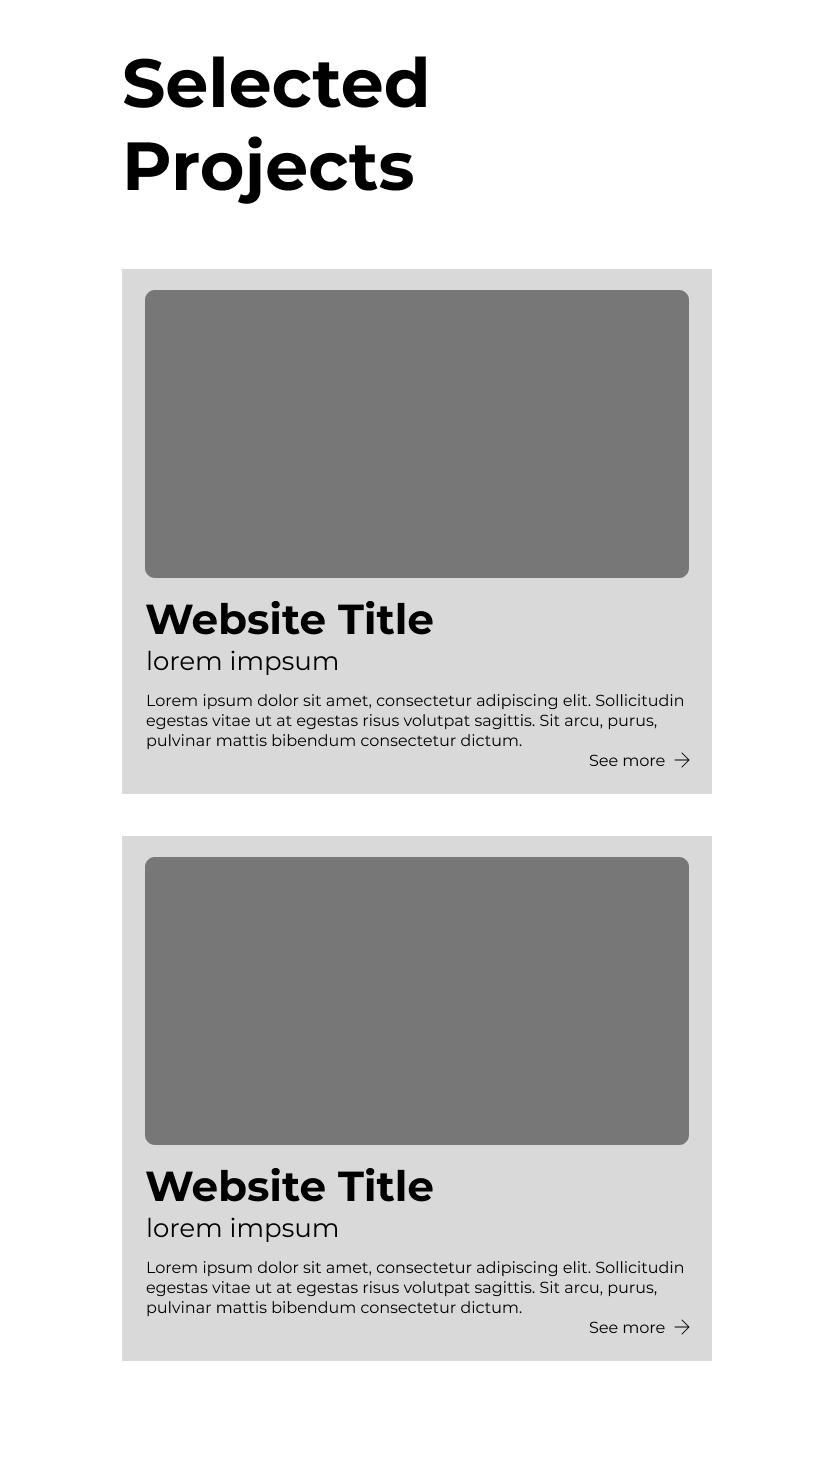 Selected
Projects
Website Title
lorem impsum
Lorem ipsum dolor sit amet, consectetur adipiscing elit. Sollicitudin
egestas vitae ut at egestas risus volutpat sagittis. Sit arcu, purus,
pulvinar mattis bibendum consectetur dictum.
See more →
Website Title
lorem impsum
Lorem ipsum dolor sit amet, consectetur adipiscing elit. Sollicitudin
egestas vitae ut at egestas risus volutpat sagittis. Sit arcu, purus,
pulvinar mattis bibendum consectetur dictum.
See more →